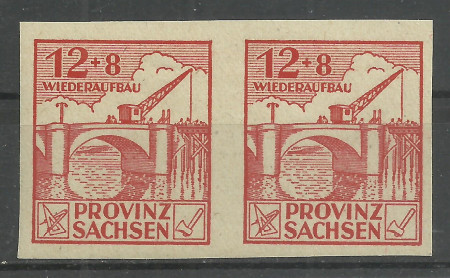 12+8
WIEDERAUFBAU
PROVINZ
SACHSEN
12+8
WIEDERAUFBAU
PROVINZ
SACHSEN